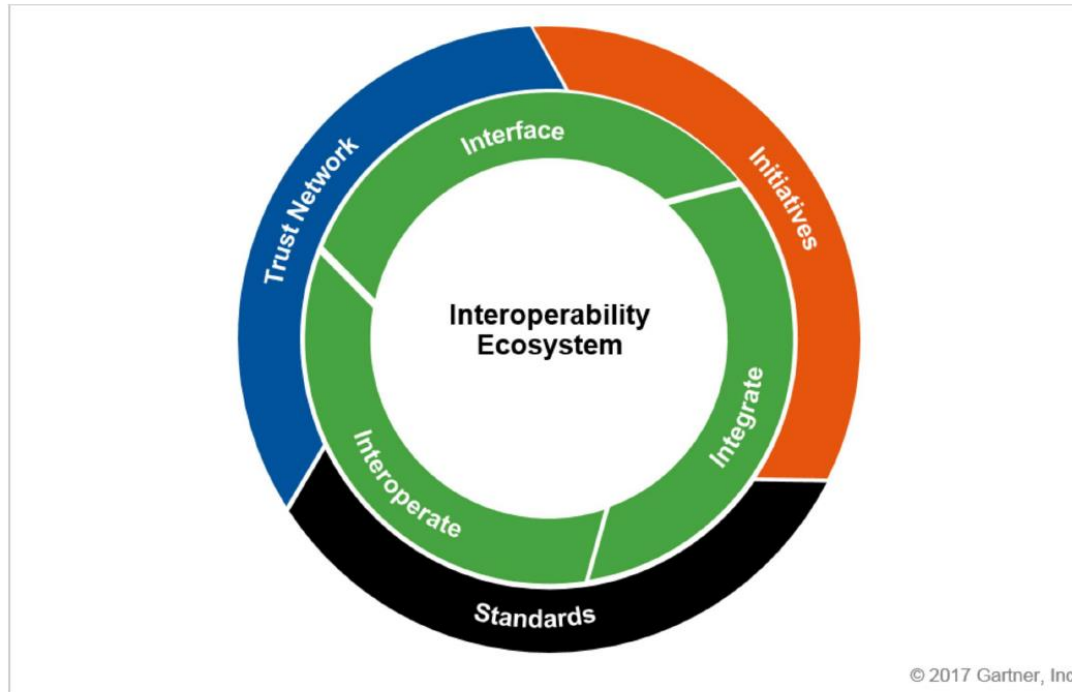 Interface
Trust Network
Initiatives
Interoperability
Ecosystem
Integrate
Interoperate
Standards
© 2017 Gartner, Inc